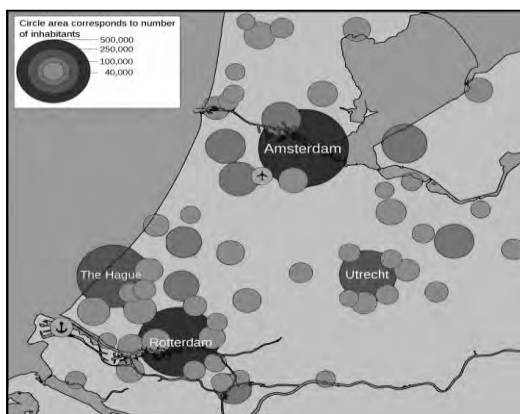 Circle area corresponds to number
of inhabitants
500,000
250,000
100,000
40,000
Amsterdam
The Hague
Utrecht
Rotterdam